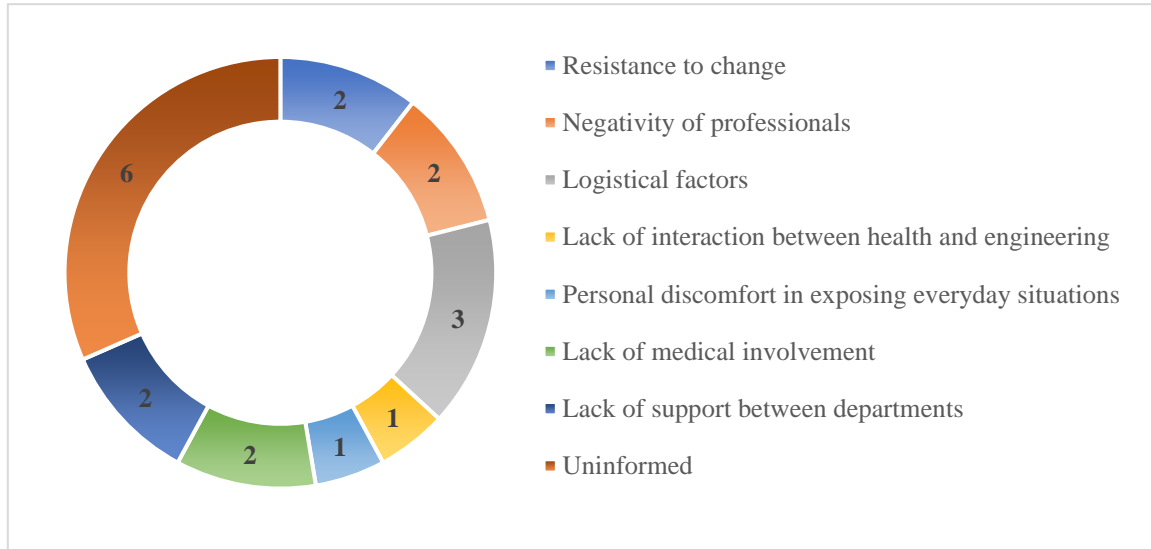 2
2
3
1
1
2
2
6
Resistance to change
Negativity of professionals
Logistical factors
Lack of interaction between health and engineering
Personal discomfort in exposing everyday situations
Lack of medical involvement
Lack of support between departments
Uninformed